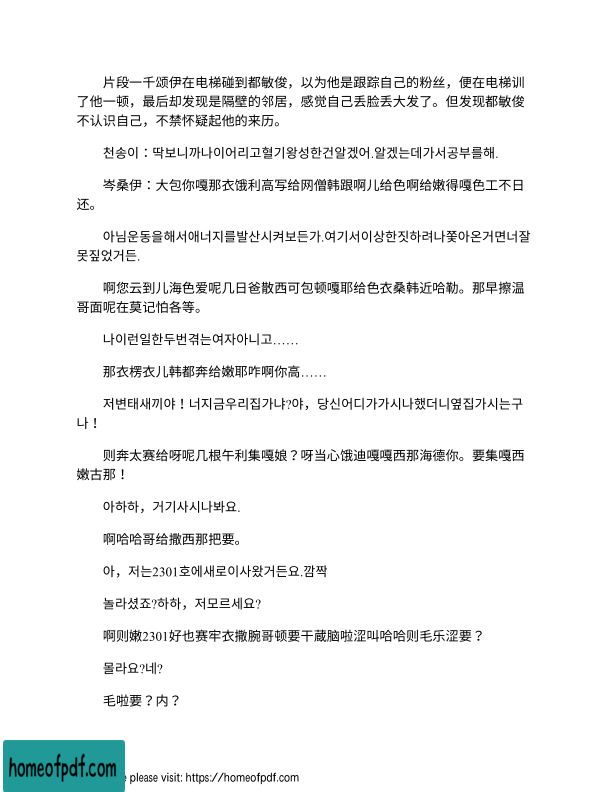 片段一千颂伊在电梯碰到都敏俊，以为他是跟踪自己的粉丝，便在电梯训
了他一顿，最后却发现是隔壁的邻居，感觉自己丢脸丢大发了。但发现都敏俊
不认识自己，不禁怀疑起他的来历。
천송이：딱보니까나이어리고혈기왕성한건알겠어.알겠는데가서공부를해.
岑桑伊：大包你嘎那衣饿利高写给网僧韩跟啊儿给色啊给嫩得嘎色工不日
还。
아님운동을해서애너지를발산시켜보든가.여기서이상한짓하려나쫓아온거면너잘
못짚었거든.
啊您云到儿海色爱呢几日爸散西可包顿嘎耶给色衣桑韩近哈勒。那早擦温
哥面呢在莫记怕各等。
나이런일한두번겪는여자아니고……
那衣楞衣儿韩都奔给嫩耶咋啊你高……
저변태새끼야！너지금우리집가냐?야，당신어디가가시나했더니옆집가시는구
나！
则奔太赛给呀呢几根午利集嘎娘？呀当心饿迪嘎嘎西那海德你。要集嘎西
嫩古那！
아하하，거기사시나봐요.
啊哈哈哥给撒西那把要。
아，저는2301호에새로이사왔거든요.깜짝
놀라셨죠?하하，저모르세요?
啊则嫩2301好也赛牢衣撒腕哥顿要干蔵脑啦涩叫哈哈则毛乐涩要？
몰라요?네?
毛啦要？内？
homeofpdf.com
e please visit: https://homeofpdf.com